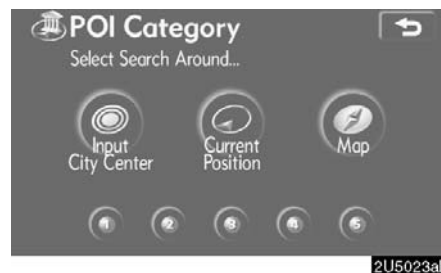 POI Category
Select Search Around...
Input
City Center
Current
Position
Map
1 2 3 4 5
2U5023a